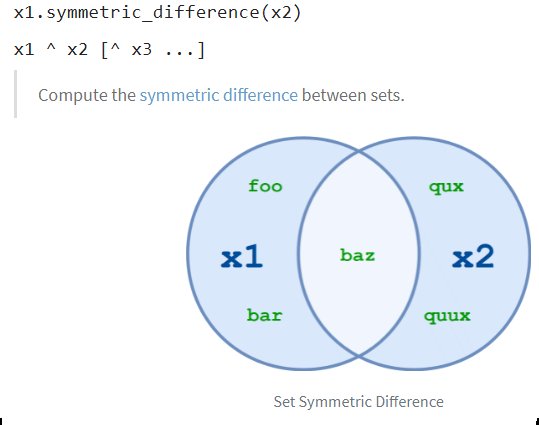 x1.symmetric_difference(x2)
x1 ^ x2 [^ x3 ...]
Compute the symmetric difference between sets.
foo qux
x1 baz x2
bar quux
Set Symmetric Difference